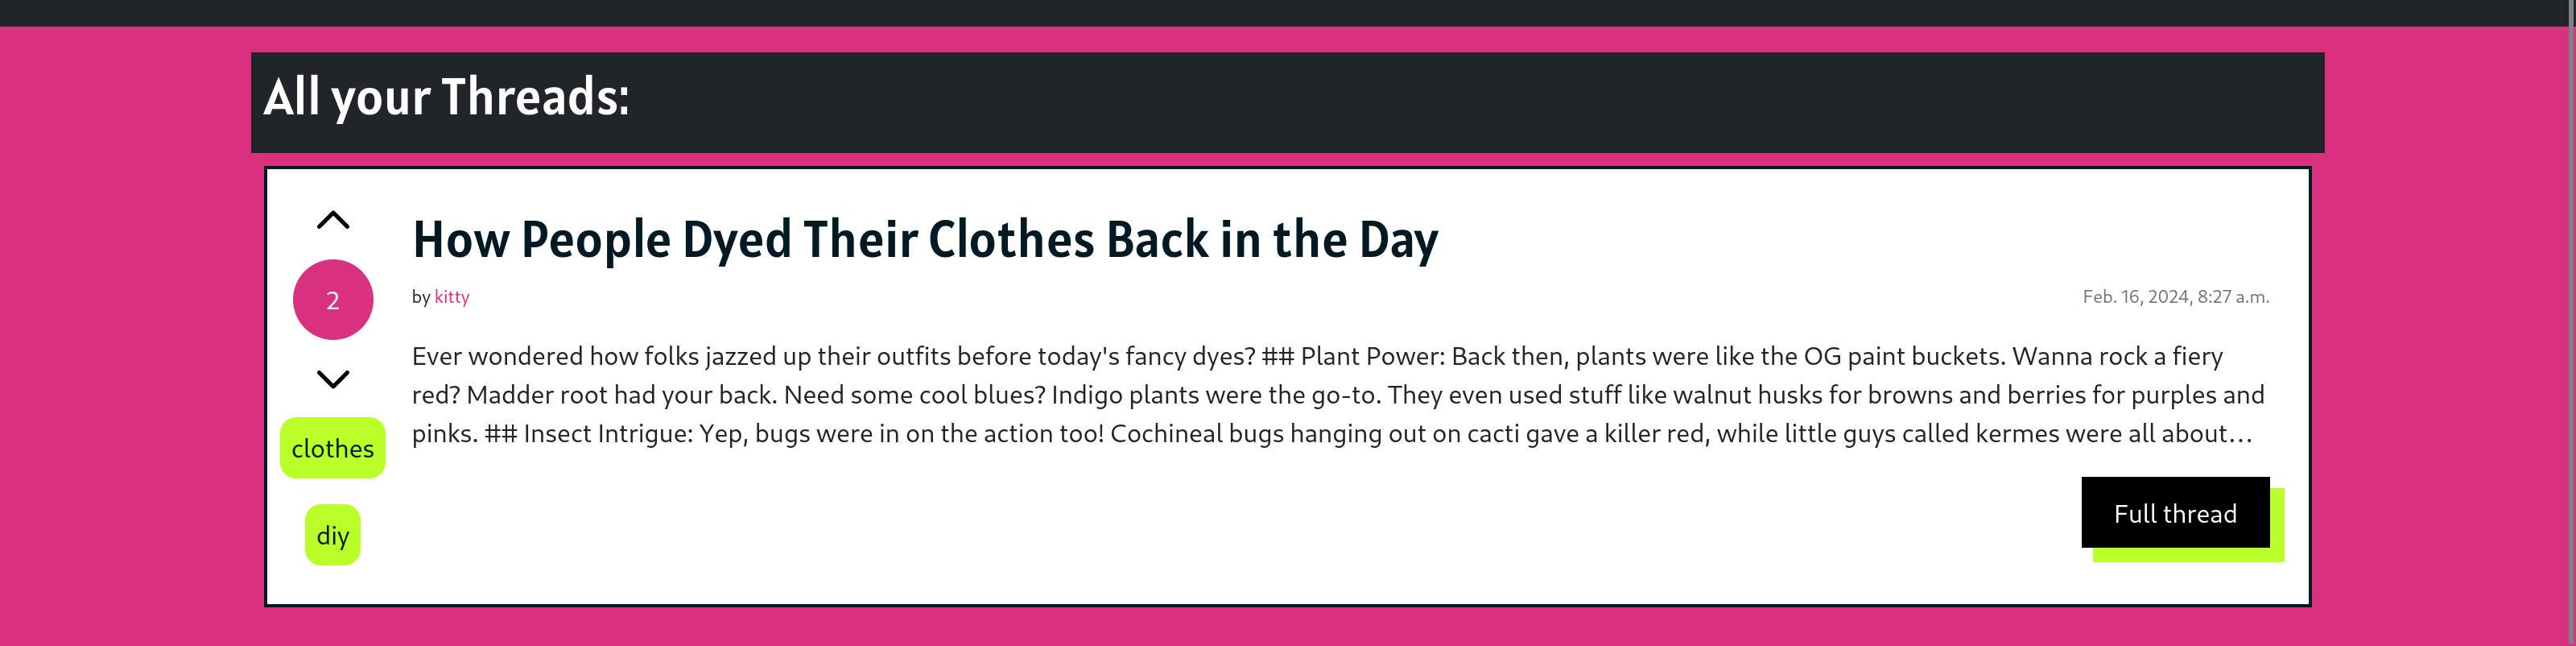 All your Threads:
How People Dyed Their Clothes Back in the Day
2
by kitty
Feb. 16, 2024, 8:27 a.m.
Ever wondered how folks jazzed up their outfits before today's fancy dyes? ## Plant Power: Back then, plants were like the OG paint buckets. Wanna rock a fiery
red? Madder root had your back. Need some cool blues? Indigo plants were the go-to. They even used stuff like walnut husks for browns and berries for purples and
pinks. ## Insect Intrigue: Yep, bugs were in on the action too! Cochineal bugs hanging out on cacti gave a killer red, while little guys called kermes were all about…
clothes
diy
Full thread